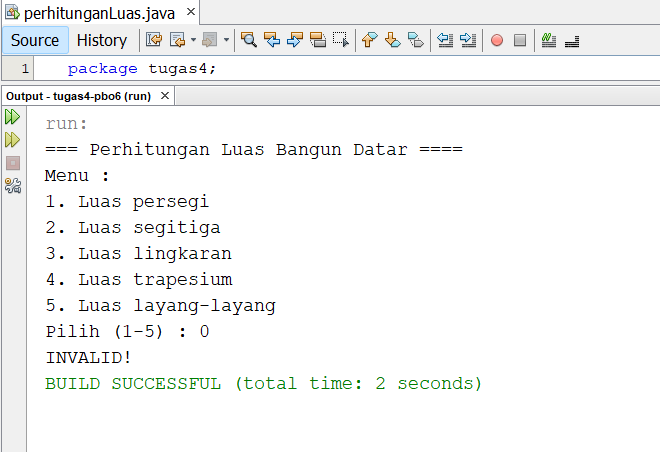 perhitunganLuas.java
Source History
1 package tugas4;
Output - tugas4-pbo6 (run)
run:
=== Perhitungan Luas Bangun Datar ====
Menu :
1. Luas persegi
2. Luas segitiga
3. Luas lingkaran
4. Luas trapesium
5. Luas layang-layang
Pilih (1-5) : 0
INVALID!
BUILD SUCCESSFUL (total time: 2 seconds)